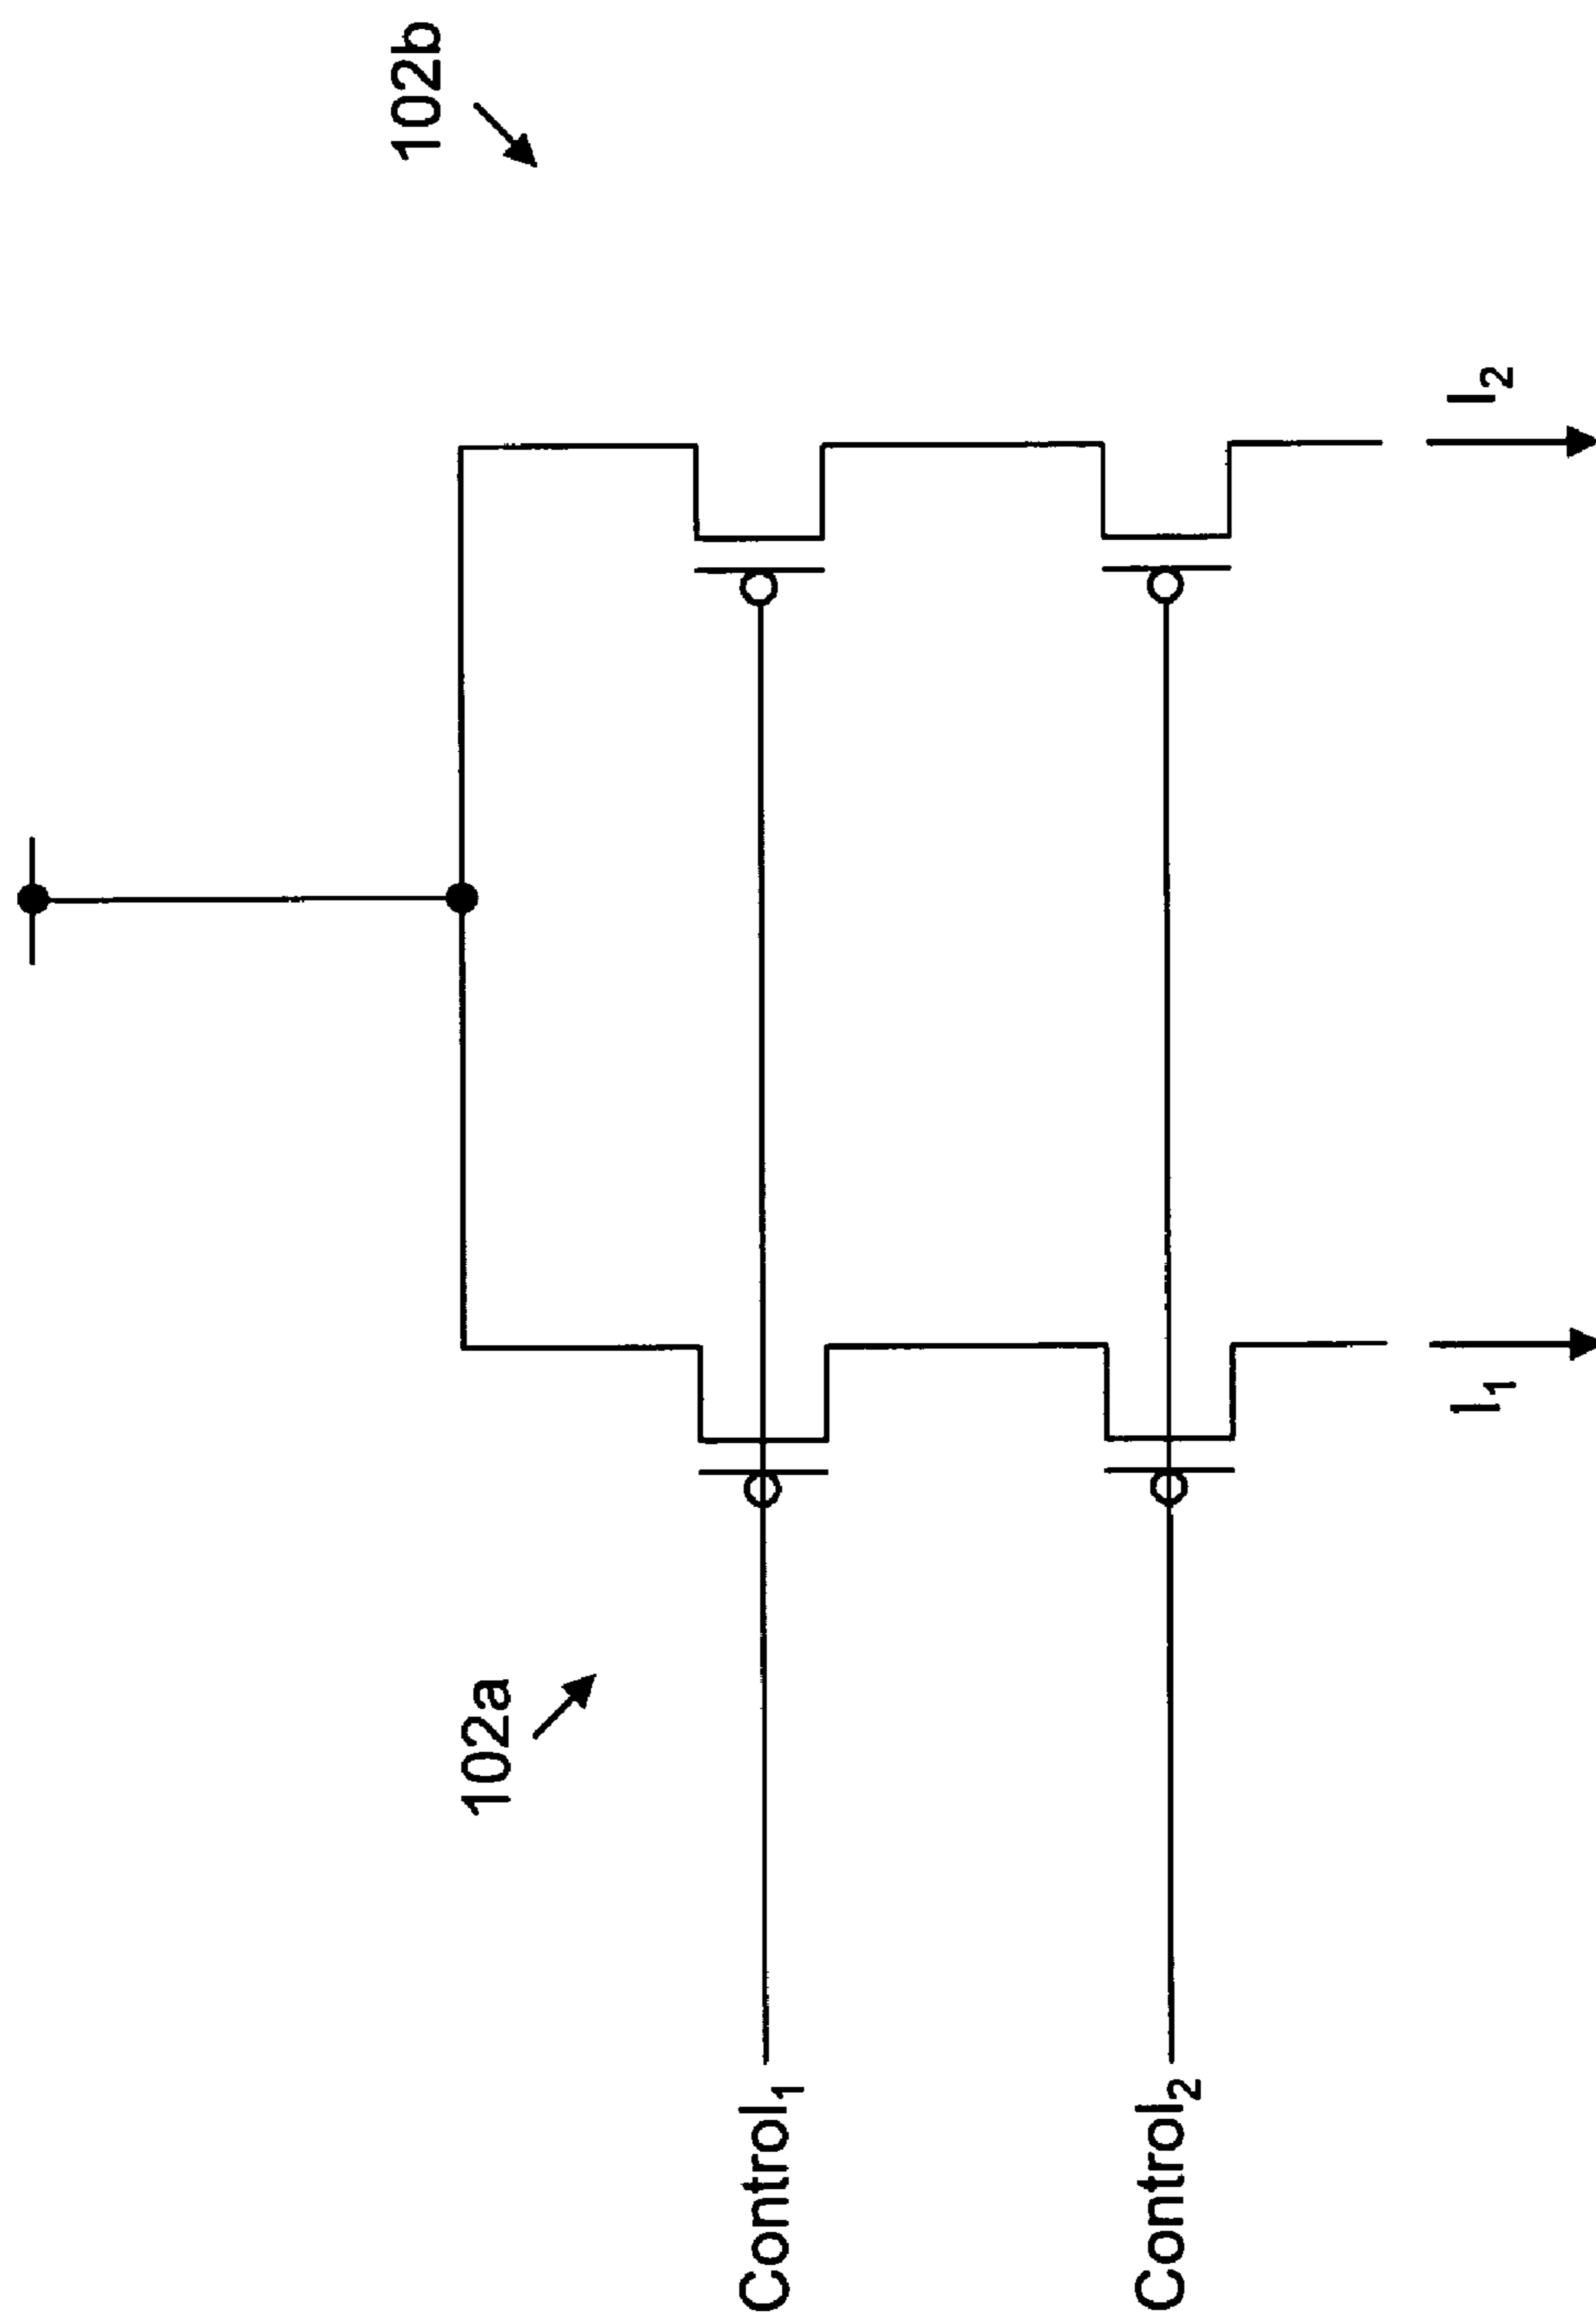 102b
102a
Control₁
Control₂
I₁
I₂